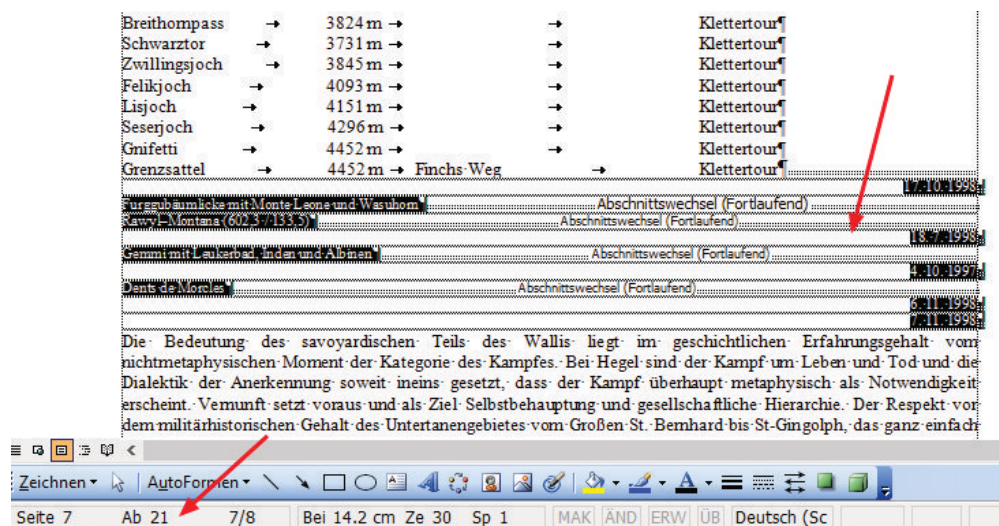 Breithornpass → 3824 m → → Klettertour¶
Schwarztor → 3731 m → → Klettertour¶
Zwillingsjoch → 3845 m → → Klettertour¶
Felikjoch → 4093 m → → Klettertour¶
Lisjoch → 4151 m → → Klettertour¶
Seserjoch → 4296 m → → Klettertour¶
Gnifetti → 4452 m → → Klettertour¶
Grenzsattel → 4452 m → Finchs·Weg → Klettertour¶
17.·10.·1998
Furggubäumlicke·mit·Monte·Leone·und·Wasuhorn Abschnittswechsel (Fortlaufend)
Rawyl–Montana·(602.5·/133.5) Abschnittswechsel (Fortlaufend)
18.·7.·1998
Gemmi·mit·Leukerbad,·Inden·und·Albinen Abschnittswechsel (Fortlaufend)
4.·10.·1997
Dents·de·Morcles Abschnittswechsel (Fortlaufend)
6.·11.·1998
7.·11.·1998
Die· Bedeutung· des· savoyardischen· Teils· des· Wallis· liegt· im· geschichtlichen· Erfahrungsgehalt· vom·
nichtmetaphysischen·Moment·der·Kategorie·des·Kampfes.·Bei·Hegel·sind·der·Kampf·um·Leben·und·Tod·und·die·
Dialektik· der· Anerkennung· soweit· ineins· gesetzt,· dass· der· Kampf· überhaupt· metaphysisch· als· Notwendigkeit·
erscheint.·Vernunft·setzt·voraus·und·als·Ziel·Selbstbehauptung·und·gesellschaftliche·Hierarchie.·Der·Respekt·vor·
dem·militärhistorischen·Gehalt·des·Untertanengebietes·vom·Großen·St.·Bernhard·bis·St-Gingolph,·das·ganz·einfach·
Zeichnen AutoFormen
Seite 7 Ab 21 7/8 Bei 14.2 cm Ze 30 Sp 1 MAK ÄND ERW ÜB Deutsch (Sc